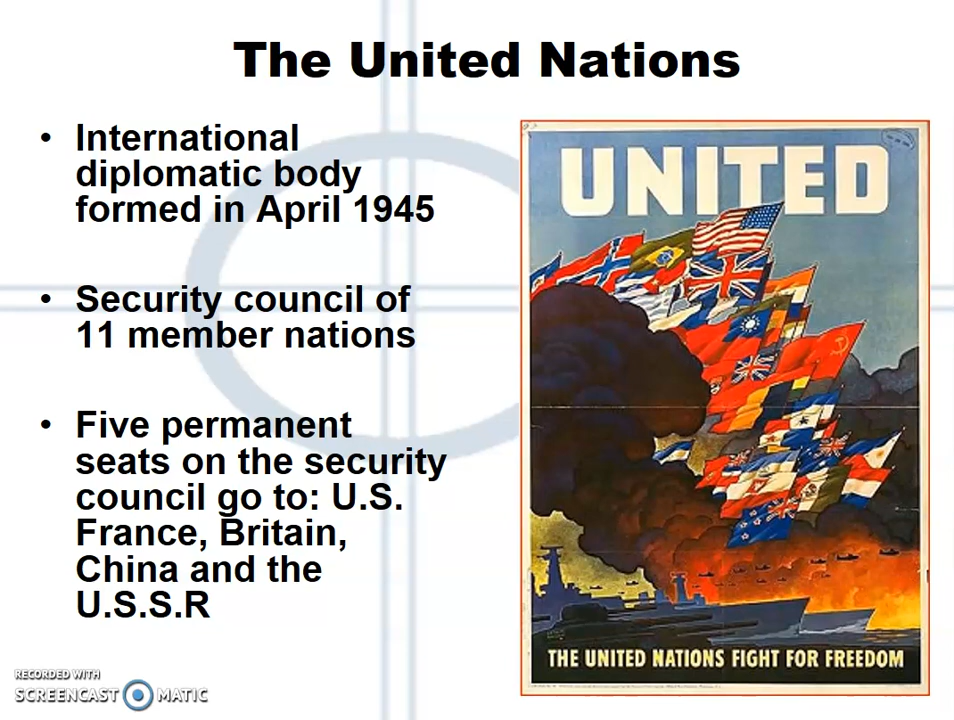 The United Nations
• International
diplomatic body
formed in April 1945
• Security council of
11 member nations
• Five permanent
seats on the security
council go to: U.S.
France, Britain,
China and the
U.S.S.R
UNITED
THE UNITED NATIONS FIGHT FOR FREEDOM
RECORDED WITH
SCREENCAST MATIC